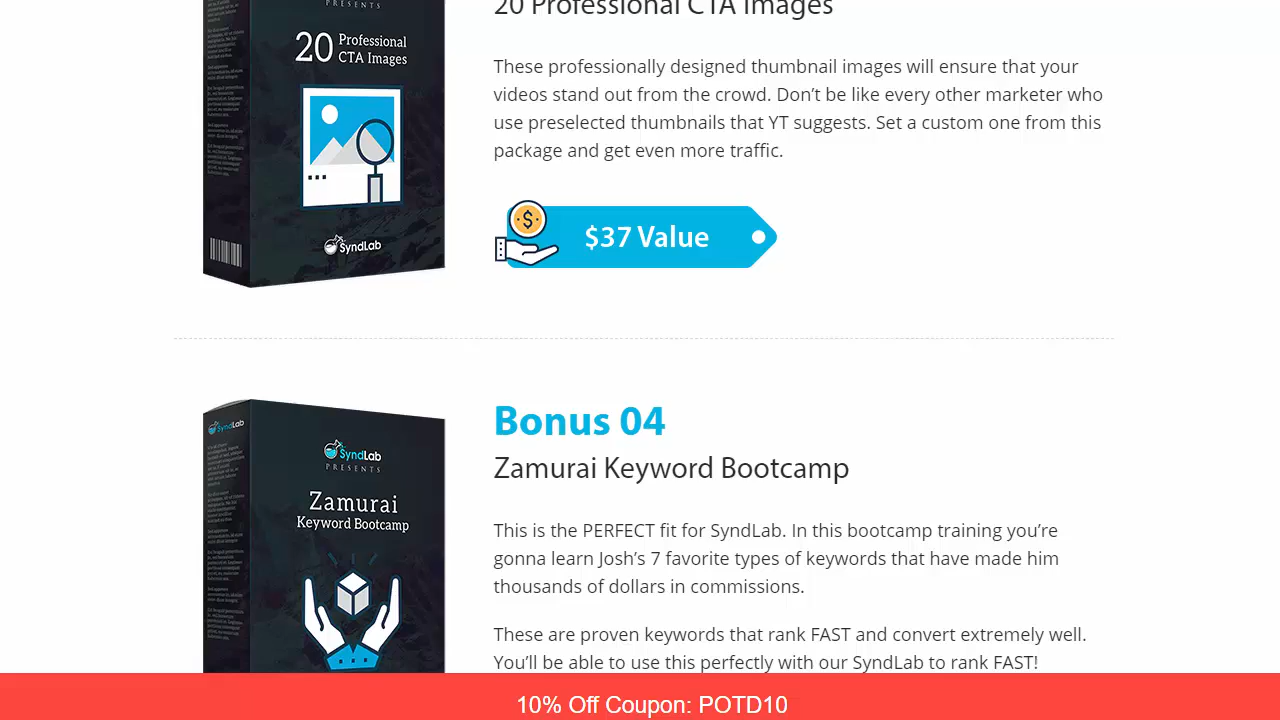 20 Professional CTA Images
PRESENTS
20 Professional
CTA Images
These professionally designed thumbnail images will ensure that your
videos stand out from the crowd. Don’t be like every other marketer who
use preselected thumbnails that YT suggests. Set a custom one from this
package and get even more traffic.
$37 Value
SyndLab
Bonus 04
Zamurai Keyword Bootcamp
SyndLab
SyndLab
PRESENTS
Zamurai
Keyword Bootcamp
This is the PERFECT fit for SyndLab. In this bootcamp training you’re
gonna learn Josh’s 7 favorite types of keywords that have made him
thousands of dollars in commissions.
These are proven keywords that rank FAST and convert extremely well.
You’ll be able to use this perfectly with our SyndLab to rank FAST!
10% Off Coupon: POTD10